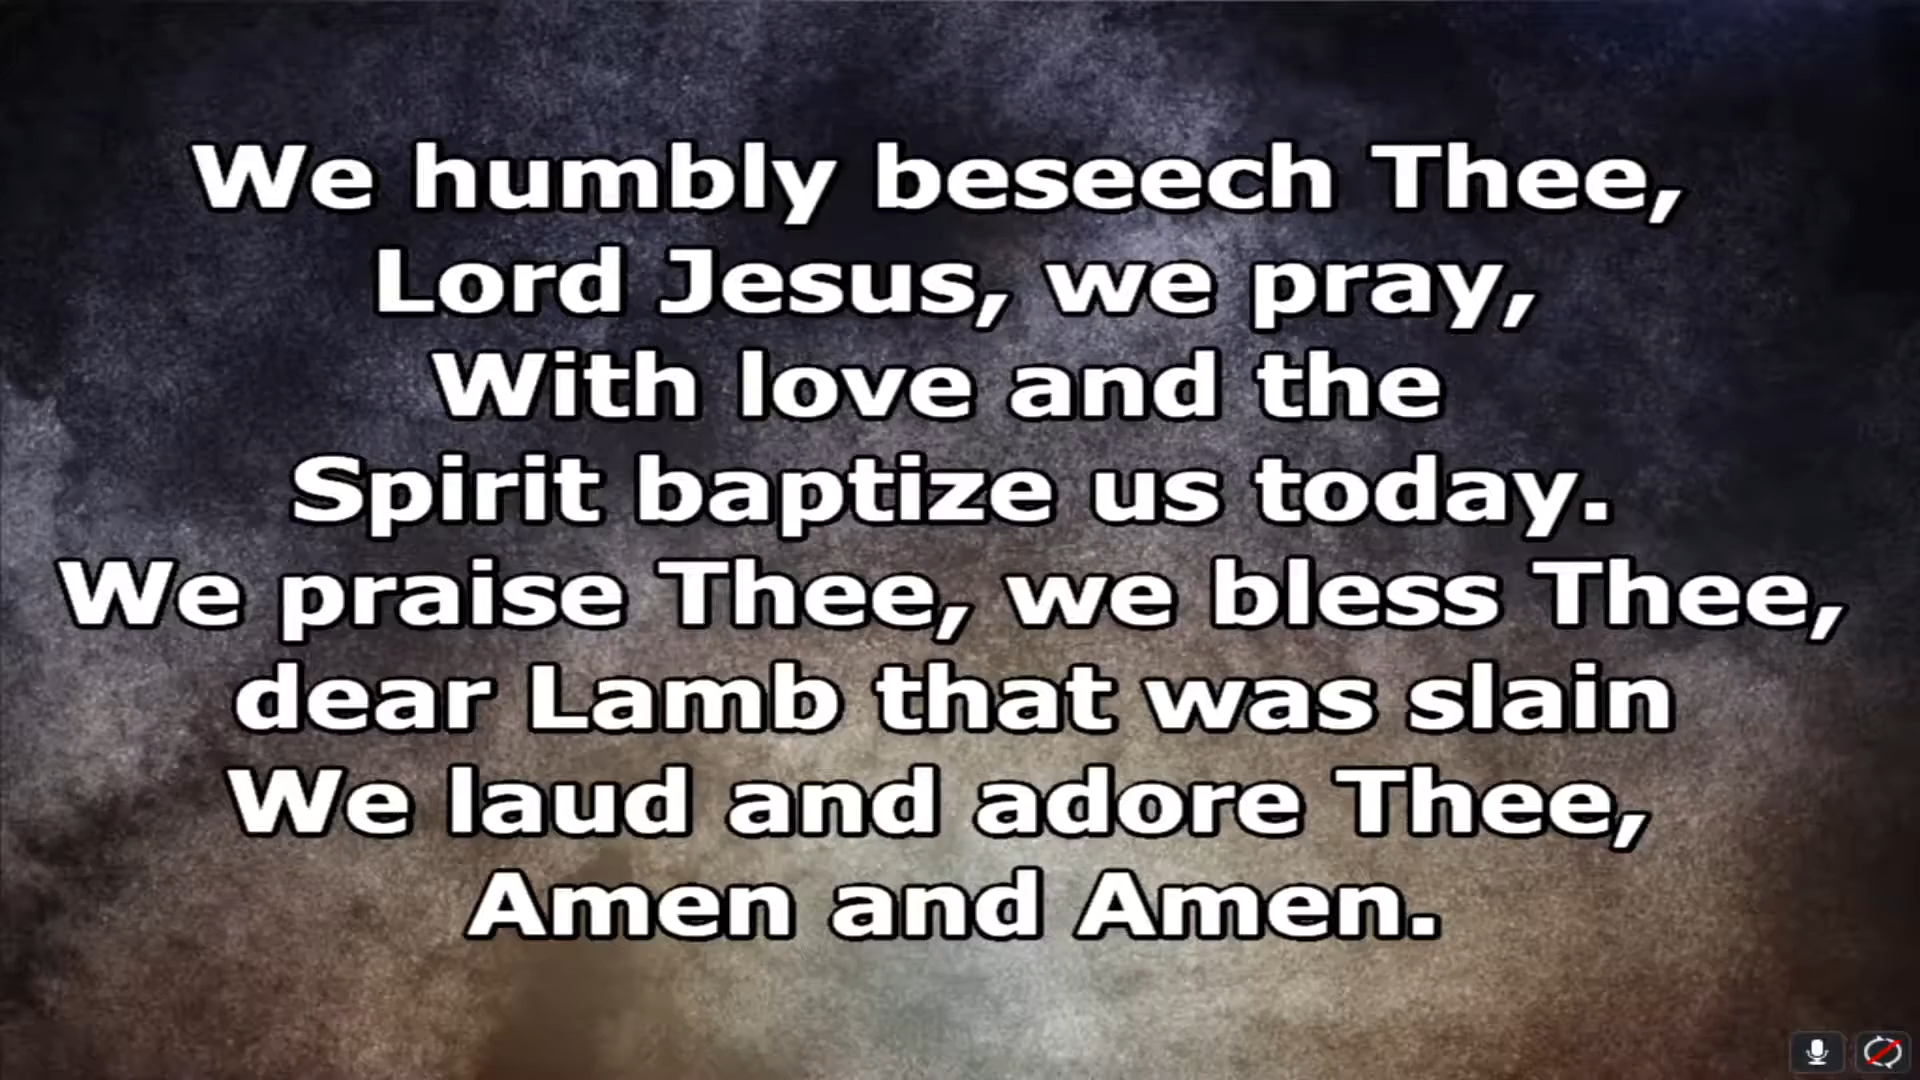 We humbly beseech Thee,
Lord Jesus, we pray,
With love and the
Spirit baptize us today.
We praise Thee, we bless Thee,
dear Lamb that was slain
We laud and adore Thee,
Amen and Amen.